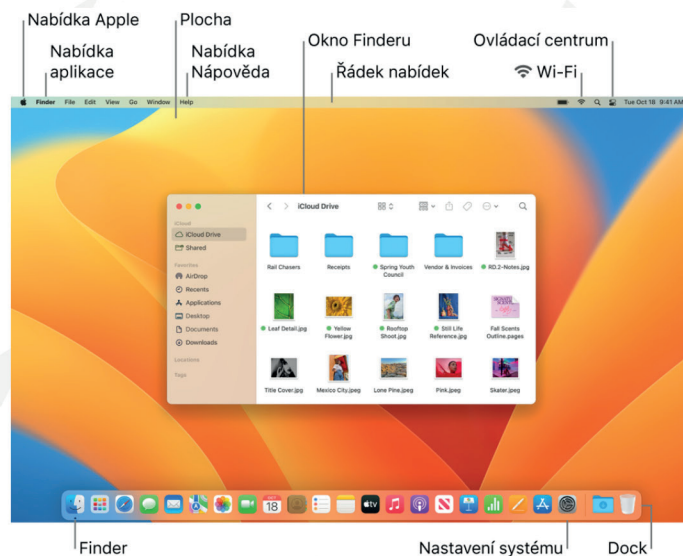 Nabídka Apple
Plocha
Nabídka
aplikace
Nabídka
Nápověda
Okno Finderu
Řádek nabídek
Ovládací centrum
Wi-Fi
Finder File Edit View Go Window Help
Tue Oct 18 9:41 AM
iCloud Drive
iCloud
iCloud Drive
Shared
Favorites
AirDrop
Recents
Applications
Desktop
Documents
Downloads
Locations
Tags
Rail Chasers
Receipts
Spring Youth
Council
Vendor & Invoices
RD.2-Notes.jpg
Leaf Detail.jpg
Yellow
Flower.jpg
Rooftop
Shoot.jpg
Still Life
Reference.jpg
Fall Scents
Outline.pages
Title Cover.jpg
Mexico City.jpeg
Lone Pine.jpeg
Pink.jpeg
Skater.jpeg
18
tv
Finder
Nastavení systému
Dock